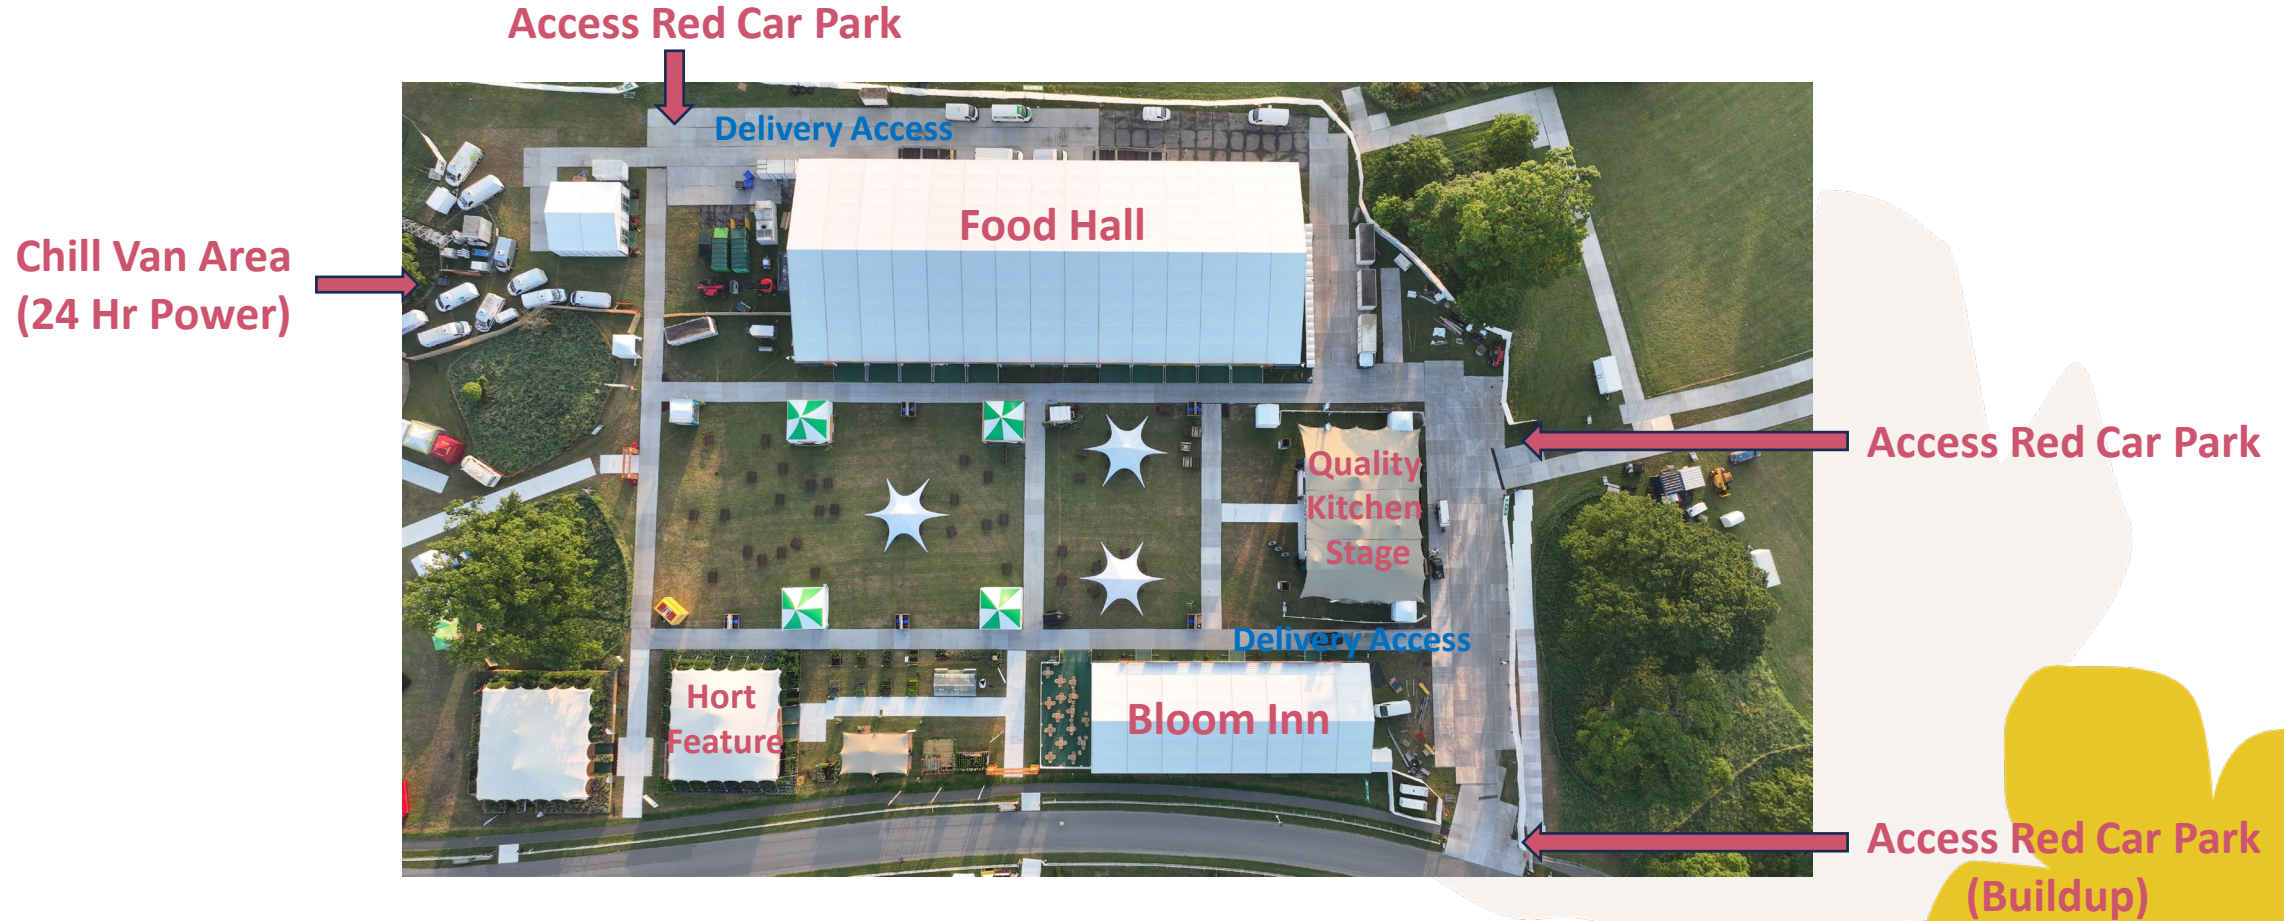 Access Red Car Park
Delivery Access
Food Hall
Chill Van Area
(24 Hr Power)
Quality
Kitchen
Stage
Access Red Car Park
Delivery Access
Hort
Feature
Bloom Inn
Access Red Car Park
(Buildup)